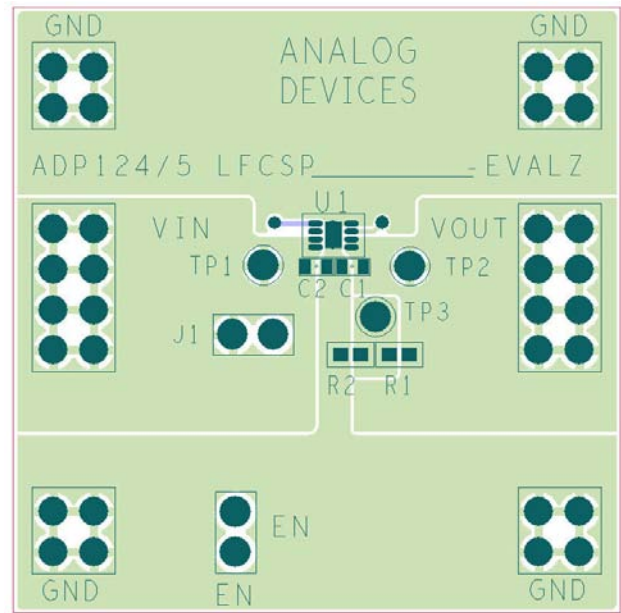 GND
GND
ANALOG
DEVICES
ADP124/5 LFCSP__________-EVALZ
U1
VIN
VOUT
TP1
TP2
C2 C1
TP3
J1
R2 R1
EN
EN
GND
GND